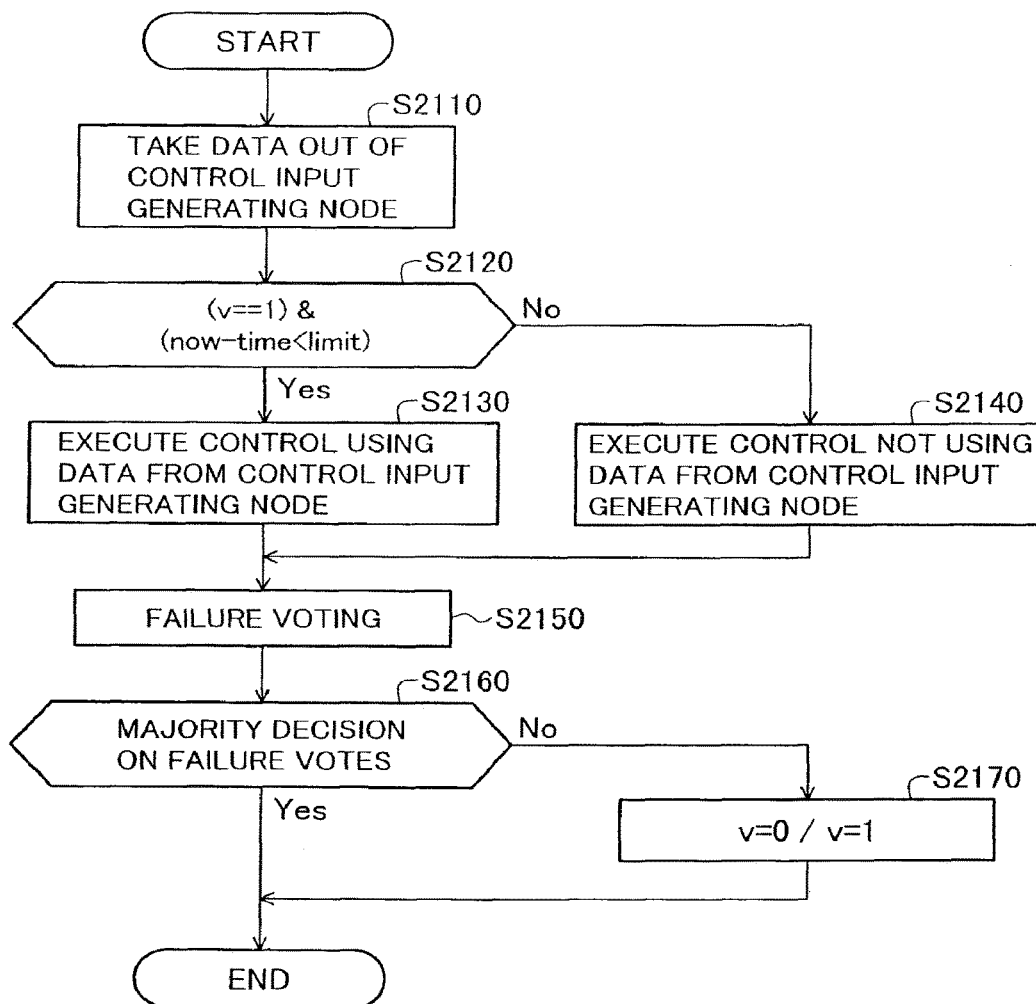 START
S2110
TAKE DATA OUT OF
CONTROL INPUT
GENERATING NODE
S2120
(v==1) &
(now-time<limit)
No
Yes
S2130
EXECUTE CONTROL USING
DATA FROM CONTROL INPUT
GENERATING NODE
S2140
EXECUTE CONTROL NOT USING
DATA FROM CONTROL INPUT
GENERATING NODE
FAILURE VOTING
S2150
S2160
MAJORITY DECISION
ON FAILURE VOTES
No
Yes
S2170
v=0 / v=1
END